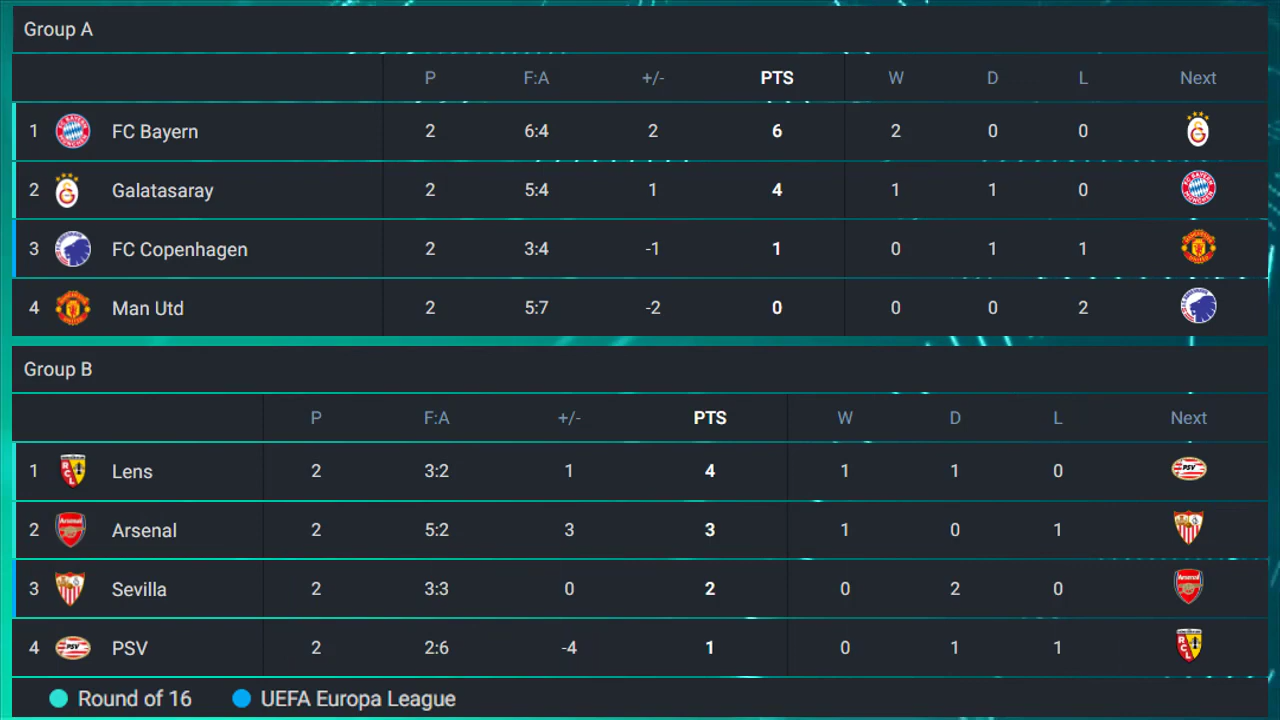 Group A
P F:A +/- PTS W D L Next
1 FC Bayern 2 6:4 2 6 2 0 0
2 Galatasaray 2 5:4 1 4 1 1 0
3 FC Copenhagen 2 3:4 -1 1 0 1 1
4 Man Utd 2 5:7 -2 0 0 0 2
Group B
P F:A +/- PTS W D L Next
1 Lens 2 3:2 1 4 1 1 0 PSV
2 Arsenal 2 5:2 3 3 1 0 1
3 Sevilla 2 3:3 0 2 0 2 0 Arsenal
4 PSV 2 2:6 -4 1 0 1 1
Round of 16 UEFA Europa League